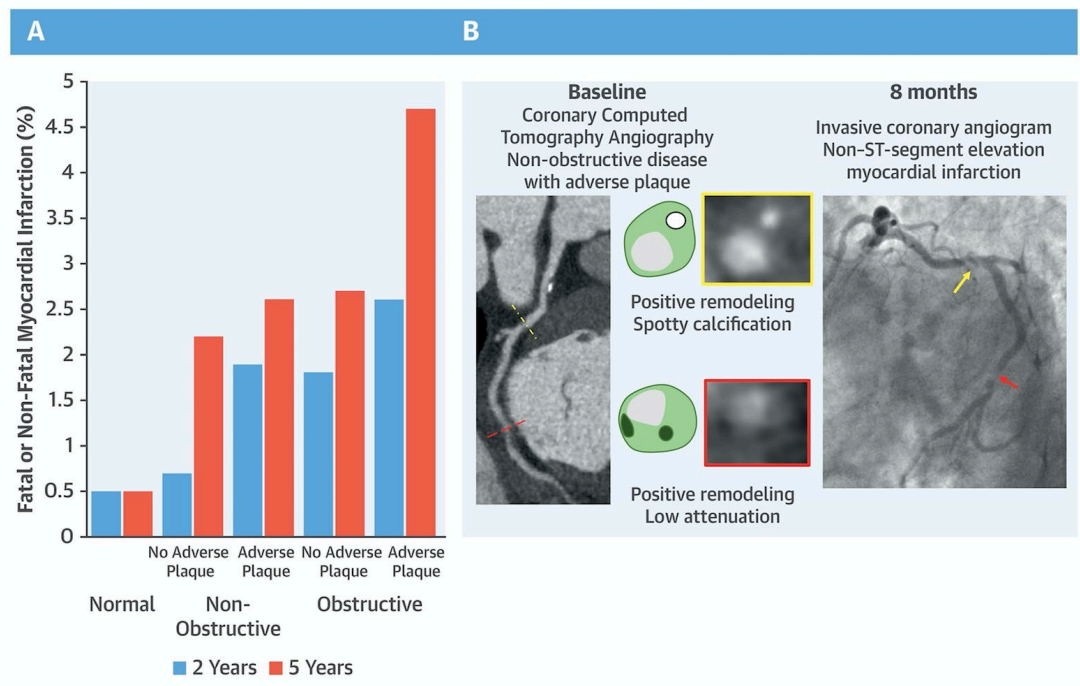 A
B
Fatal or Non-Fatal Myocardial Infarction (%)
5
4.5
4
3.5
3
2.5
2
1.5
1
0.5
0
No Adverse
Plaque
Adverse
Plaque
No Adverse
Plaque
Adverse
Plaque
Normal
Non-
Obstructive
Obstructive
2 Years
5 Years
Baseline
Coronary Computed
Tomography Angiography
Non-obstructive disease
with adverse plaque
Positive remodeling
Spotty calcification
Positive remodeling
Low attenuation
8 months
Invasive coronary angiogram
Non–ST-segment elevation
myocardial infarction